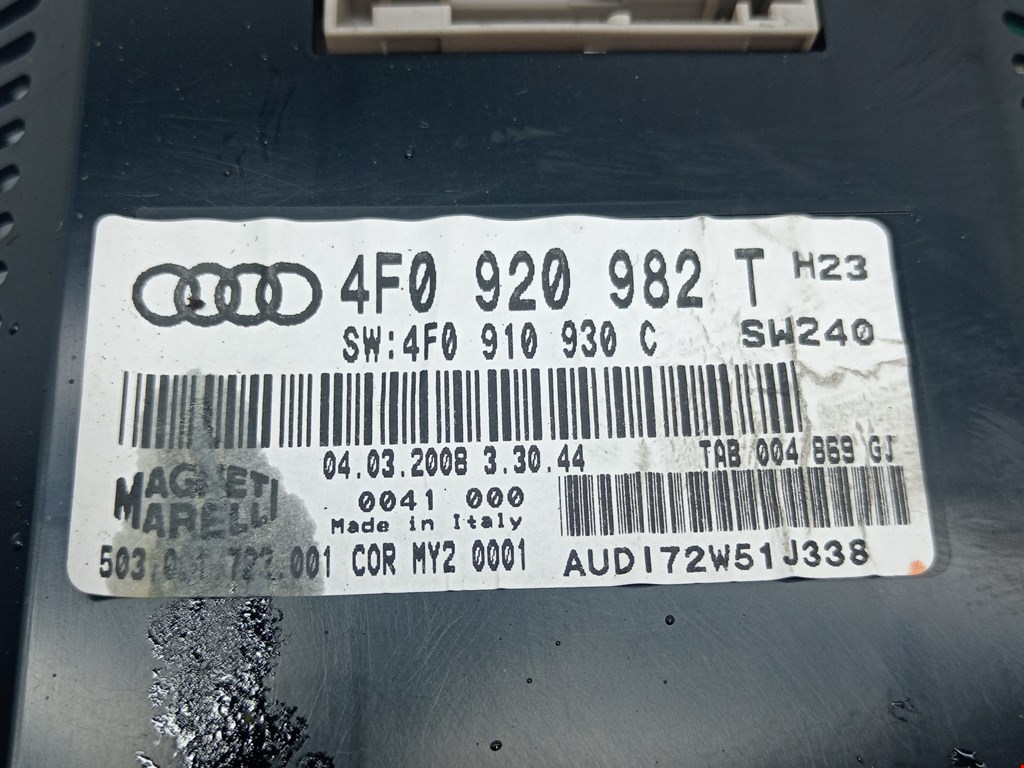 4F0 920 982 T H23
SW:4F0 910 930 C SW240
04.03.2008 3.30.44 TAB 004 869 GJ
MAGNETI
MARELLI
0041 000
Made in Italy
COR MY2 0001 AUDI72W51J338